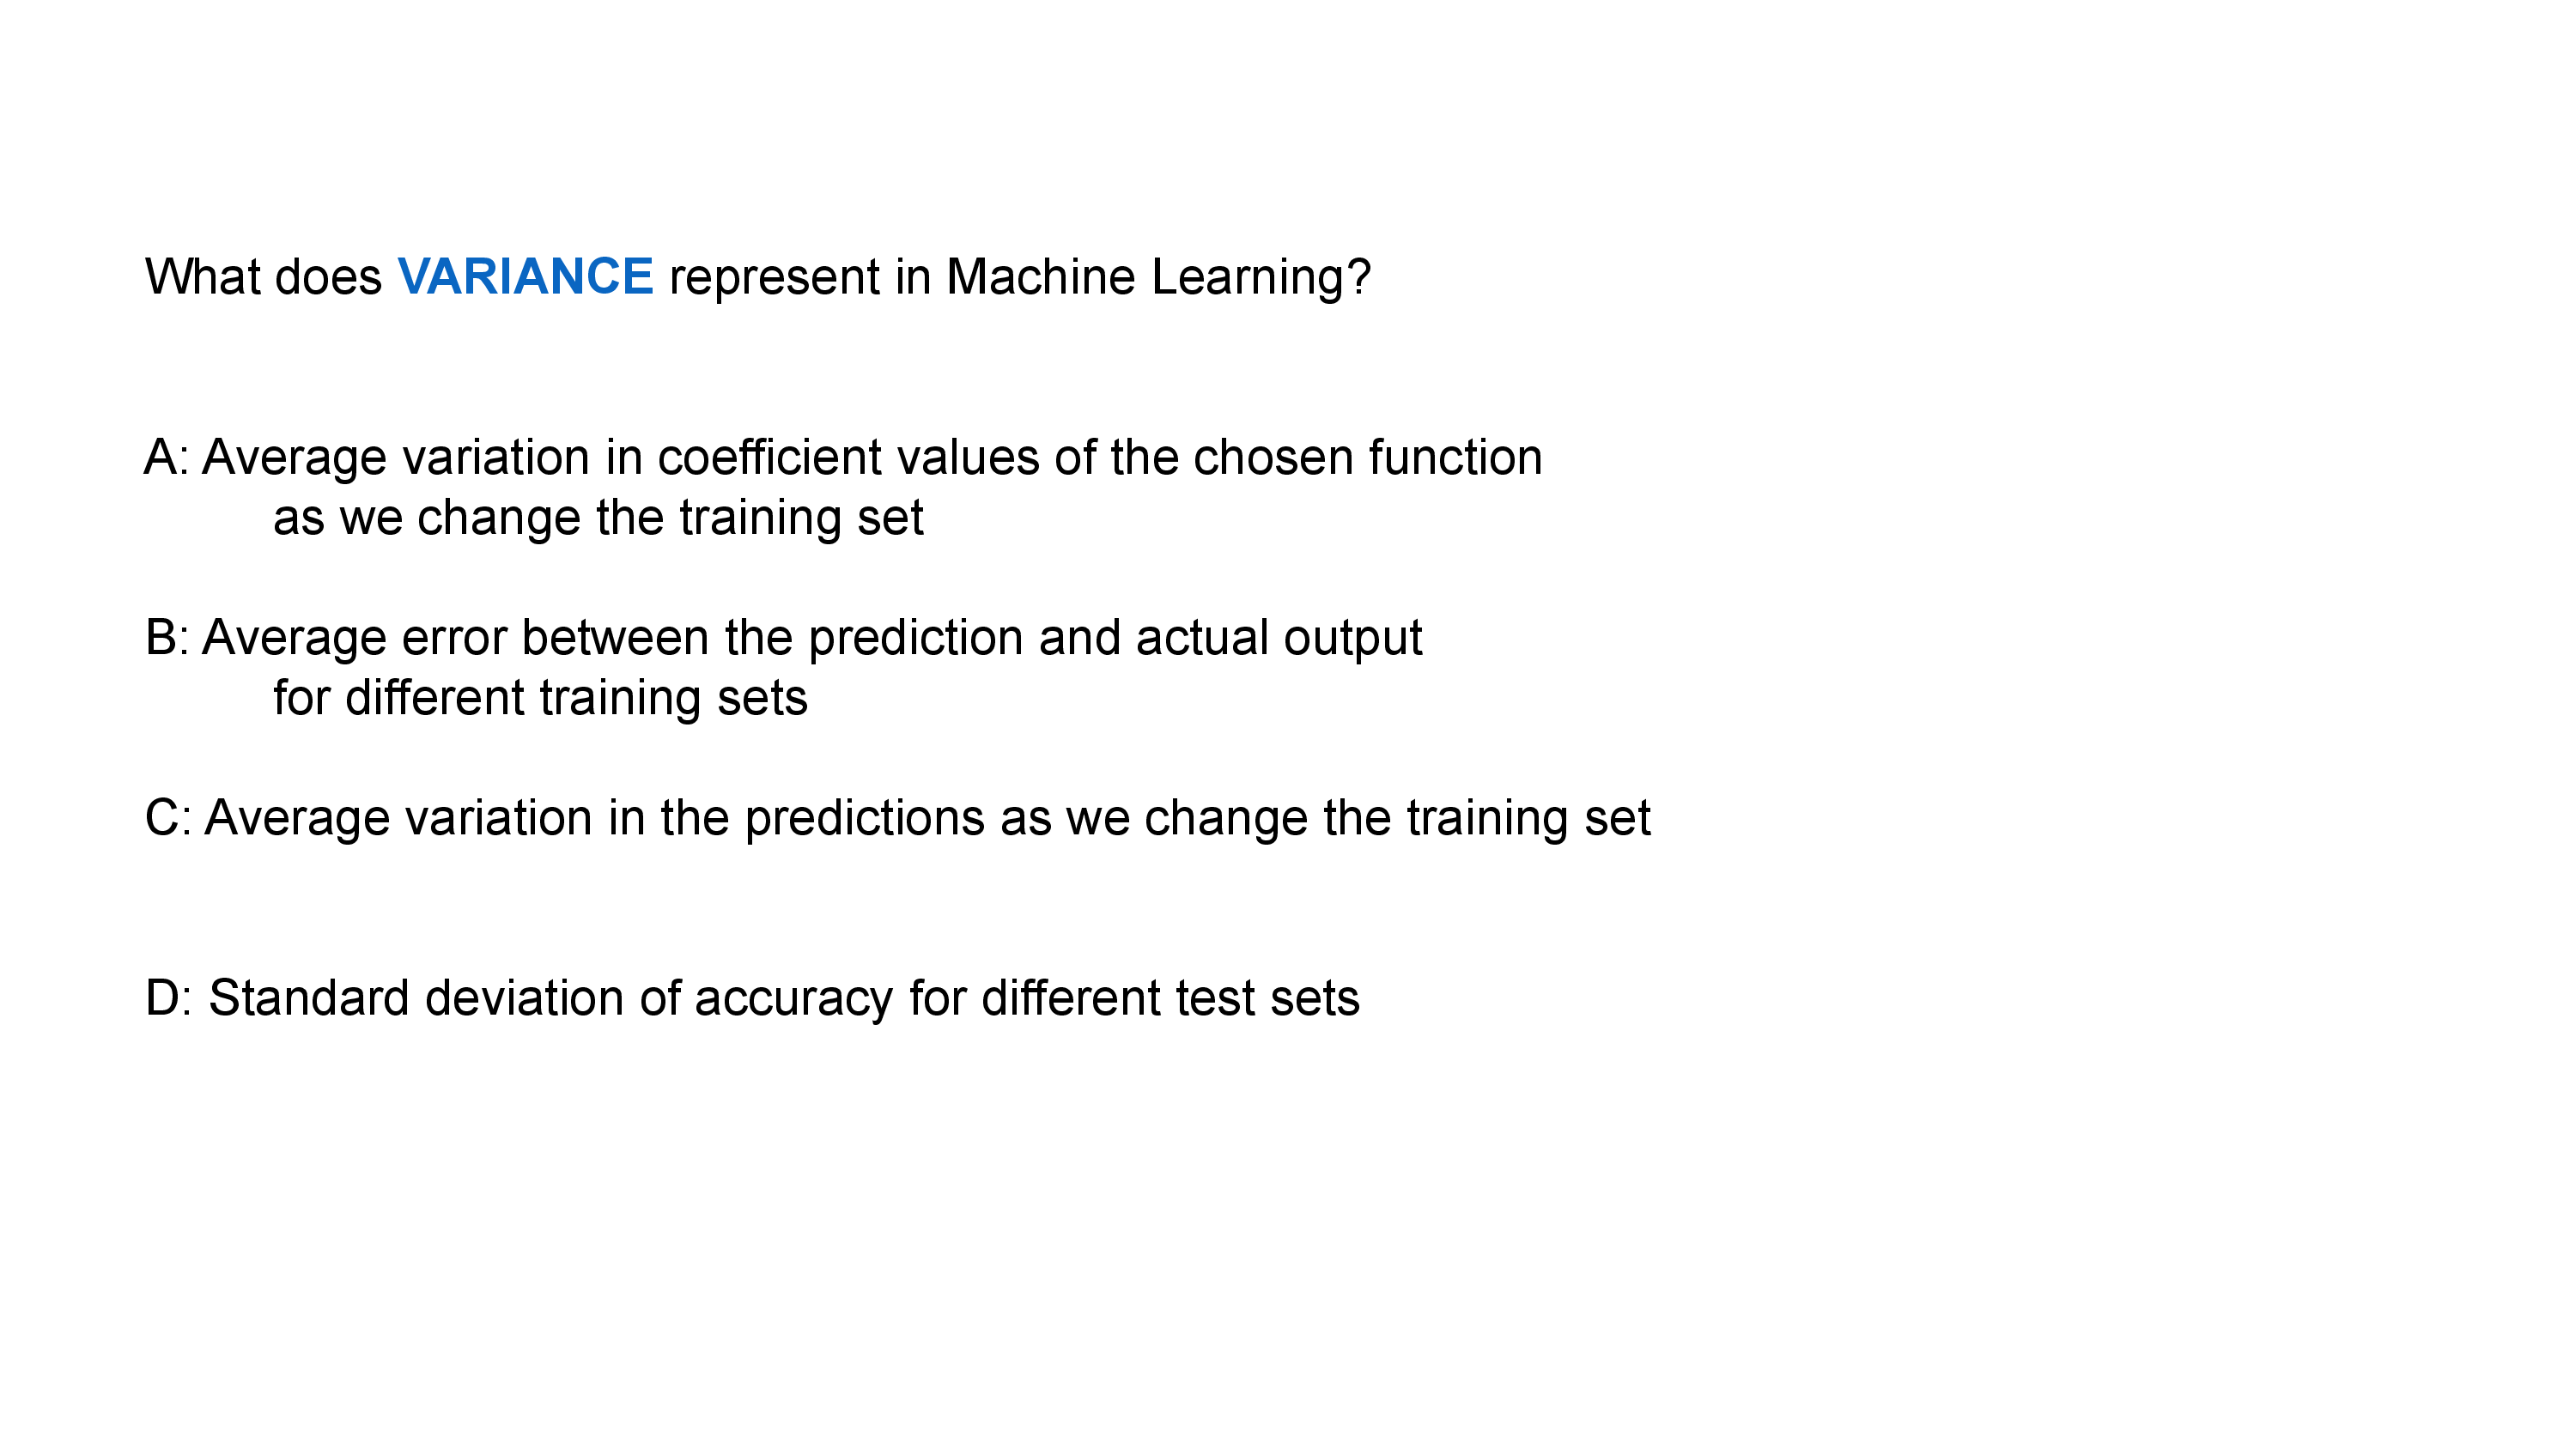 What does VARIANCE represent in Machine Learning?
A: Average variation in coefficient values of the chosen function
as we change the training set
B: Average error between the prediction and actual output
for different training sets
C: Average variation in the predictions as we change the training set
D: Standard deviation of accuracy for different test sets